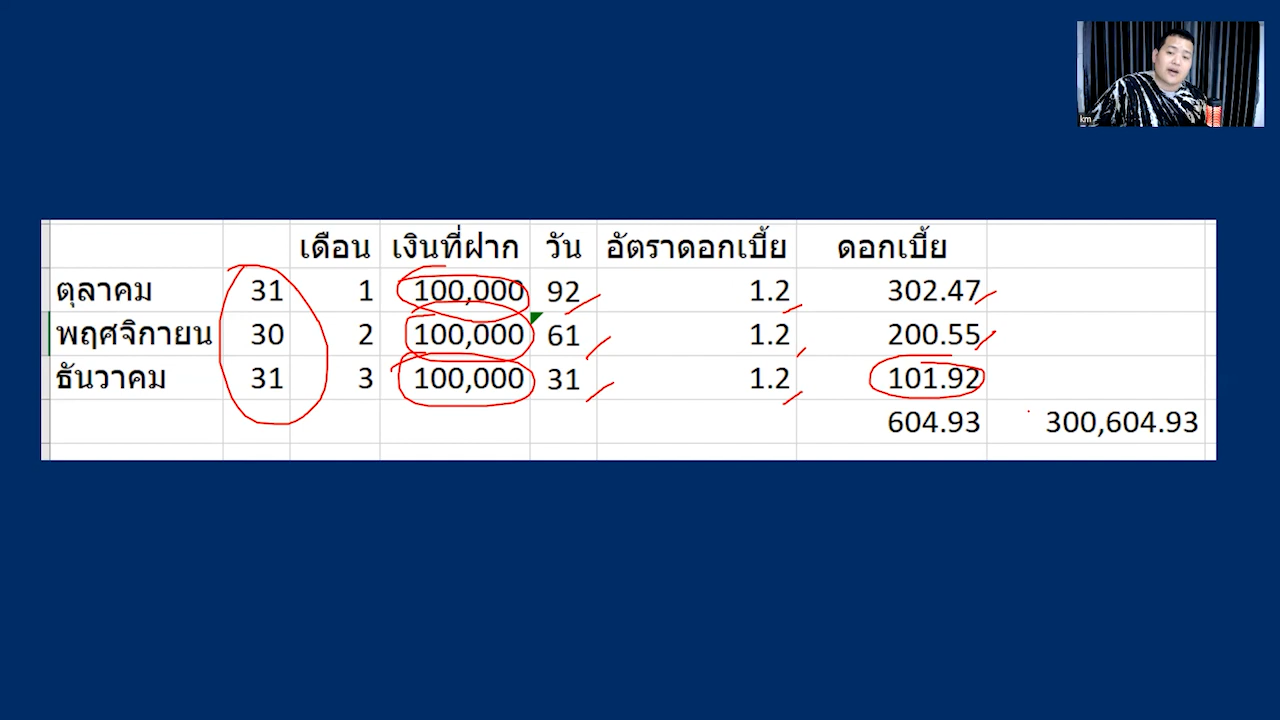 km
เดือน เงินที่ฝาก วัน อัตราดอกเบี้ย ดอกเบี้ย
ตุลาคม 31 1 100,000 92 1.2 302.47
พฤศจิกายน 30 2 100,000 61 1.2 200.55
ธันวาคม 31 3 100,000 31 1.2 101.92
604.93 300,604.93